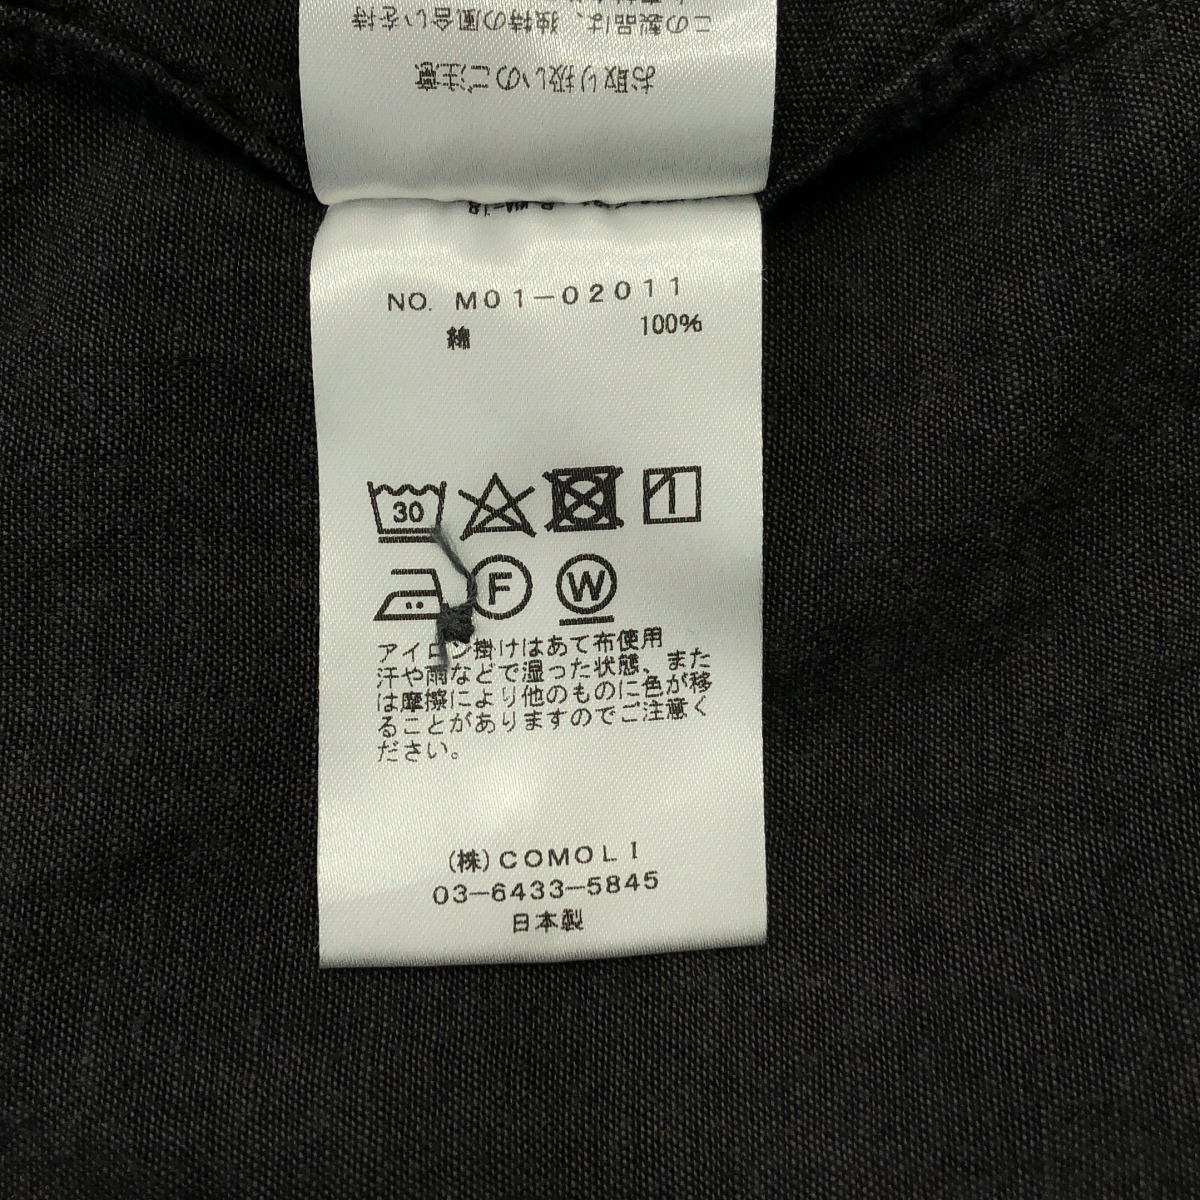 お取り扱いのご注意
この製品は、独特の風合いを持
NO. M01-02011
綿 100%
30
F W
アイロン掛けはあて布使用
汗や雨などで湿った状態、また
は摩擦により他のものに色が移
ることがありますのでご注意く
ださい。
(株)COMOLI
03-6433-5845
日本製